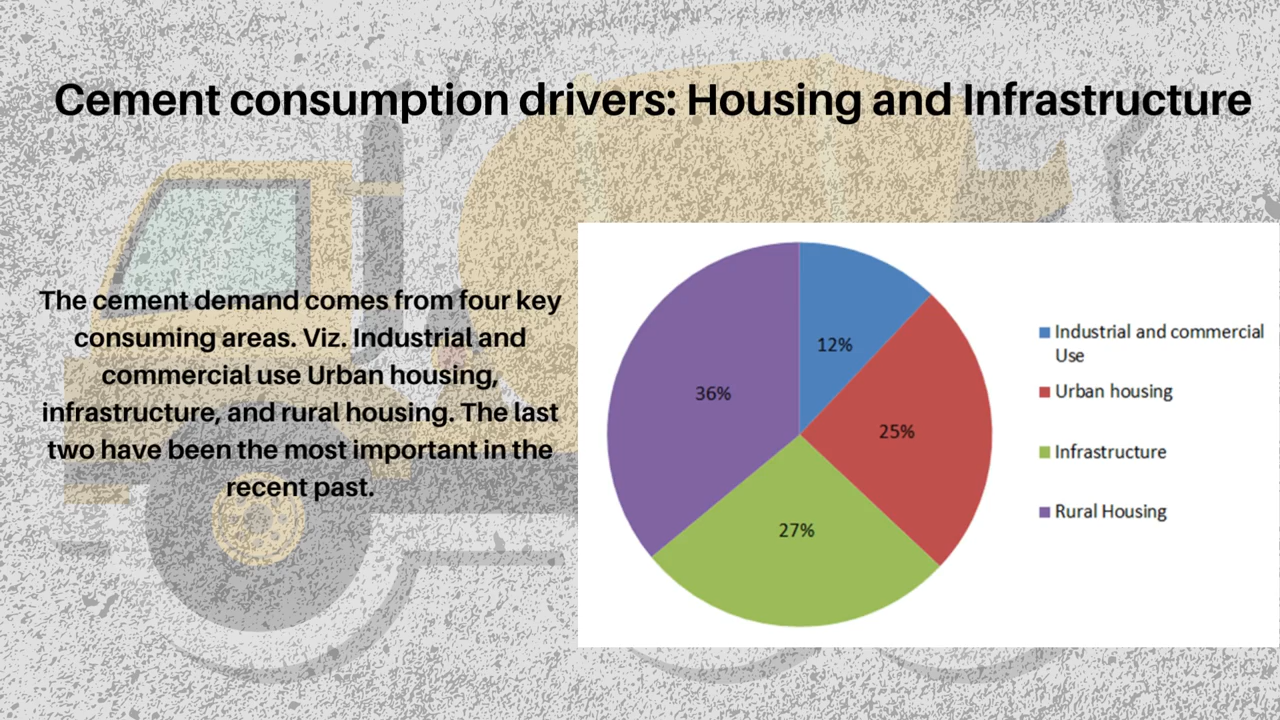 Cement consumption drivers: Housing and Infrastructure
The cement demand comes from four key
consuming areas. Viz. Industrial and
commercial use Urban housing,
infrastructure, and rural housing. The last
two have been the most important in the
recent past.
12%
36%
25%
27%
Industrial and commercial
Use
Urban housing
Infrastructure
Rural Housing